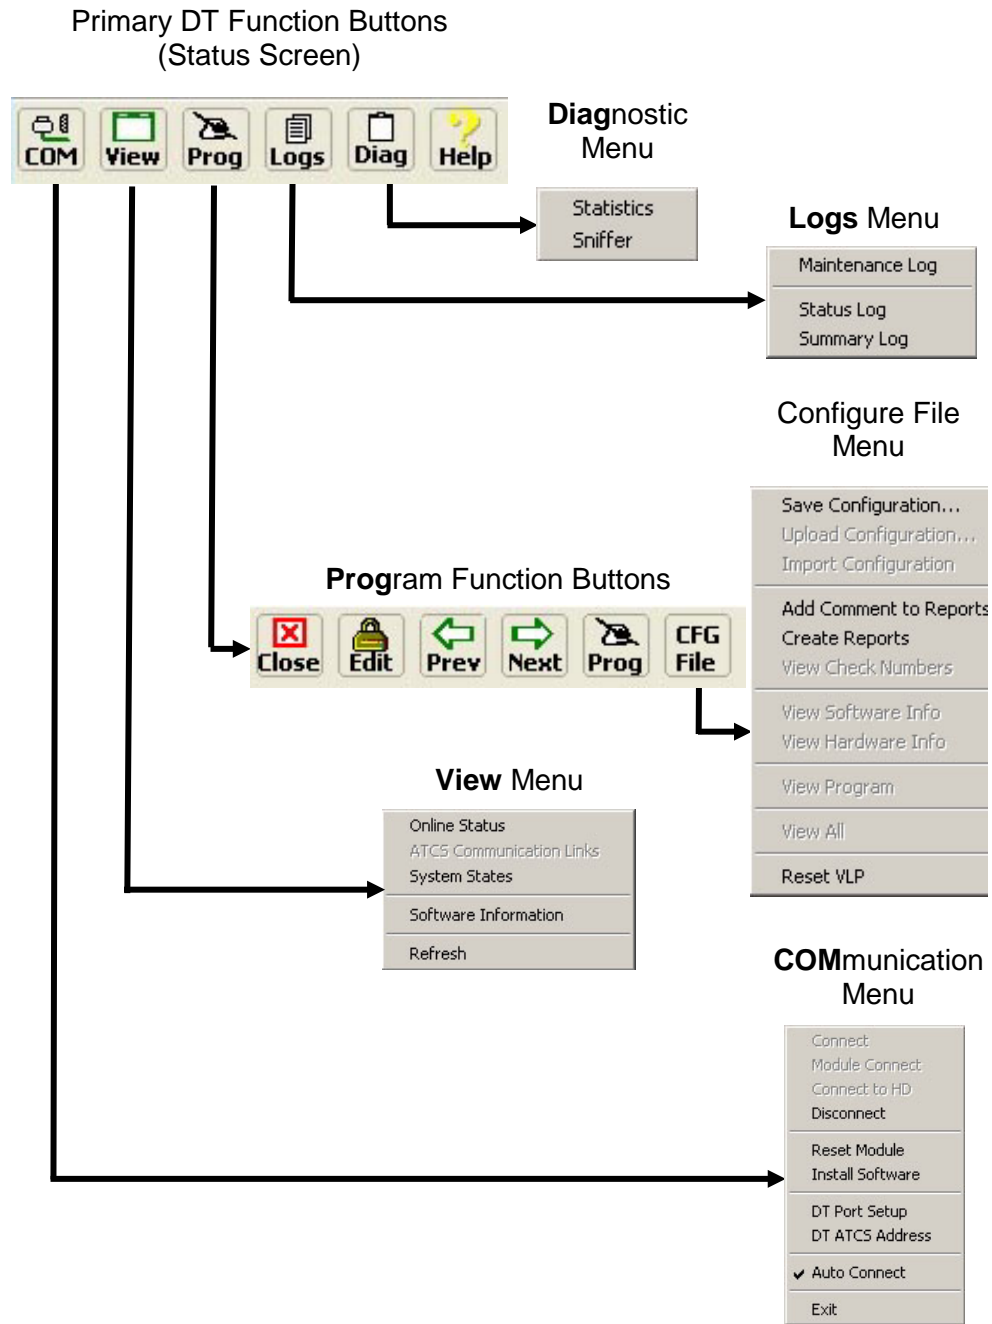 Primary DT Function Buttons
(Status Screen)
COM View Prog Logs Diag Help
Diagnostic
Menu
Statistics
Sniffer
Logs Menu
Maintenance Log
Status Log
Summary Log
Configure File
Menu
Save Configuration...
Upload Configuration...
Import Configuration
Add Comment to Reports
Create Reports
View Check Numbers
View Software Info
View Hardware Info
View Program
View All
Reset VLP
Program Function Buttons
Close Edit Prev Next Prog CFG File
View Menu
Online Status
ATCS Communication Links
System States
Software Information
Refresh
COMmunication
Menu
Connect
Module Connect
Connect to HD
Disconnect
Reset Module
Install Software
DT Port Setup
DT ATCS Address
Auto Connect
Exit